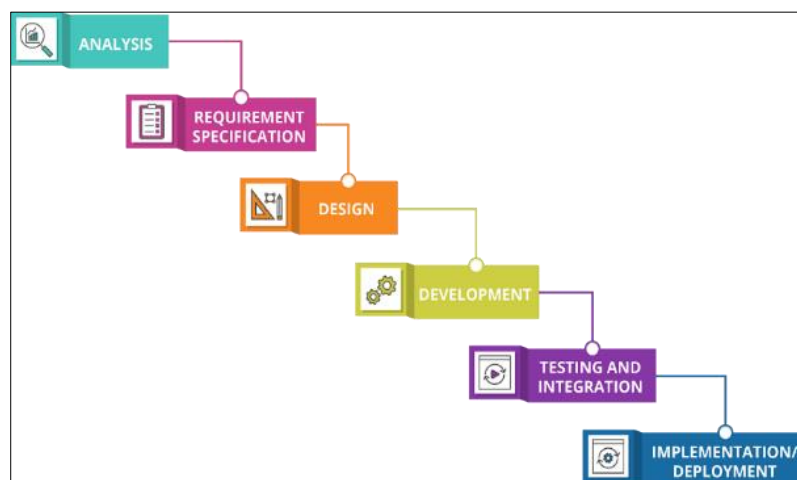 ANALYSIS
REQUIREMENT
SPECIFICATION
DESIGN
DEVELOPMENT
TESTING AND
INTEGRATION
IMPLEMENTATION/
DEPLOYMENT